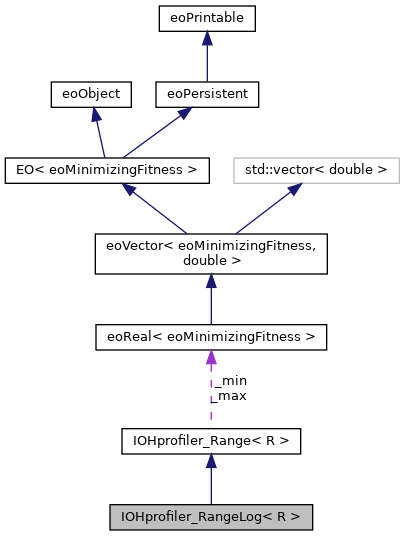 eoPrintable
eoObject
eoPersistent
EO< eoMinimizingFitness >
std::vector< double >
eoVector< eoMinimizingFitness,
double >
eoReal< eoMinimizingFitness >
_min
_max
IOHprofiler_Range< R >
IOHprofiler_RangeLog< R >